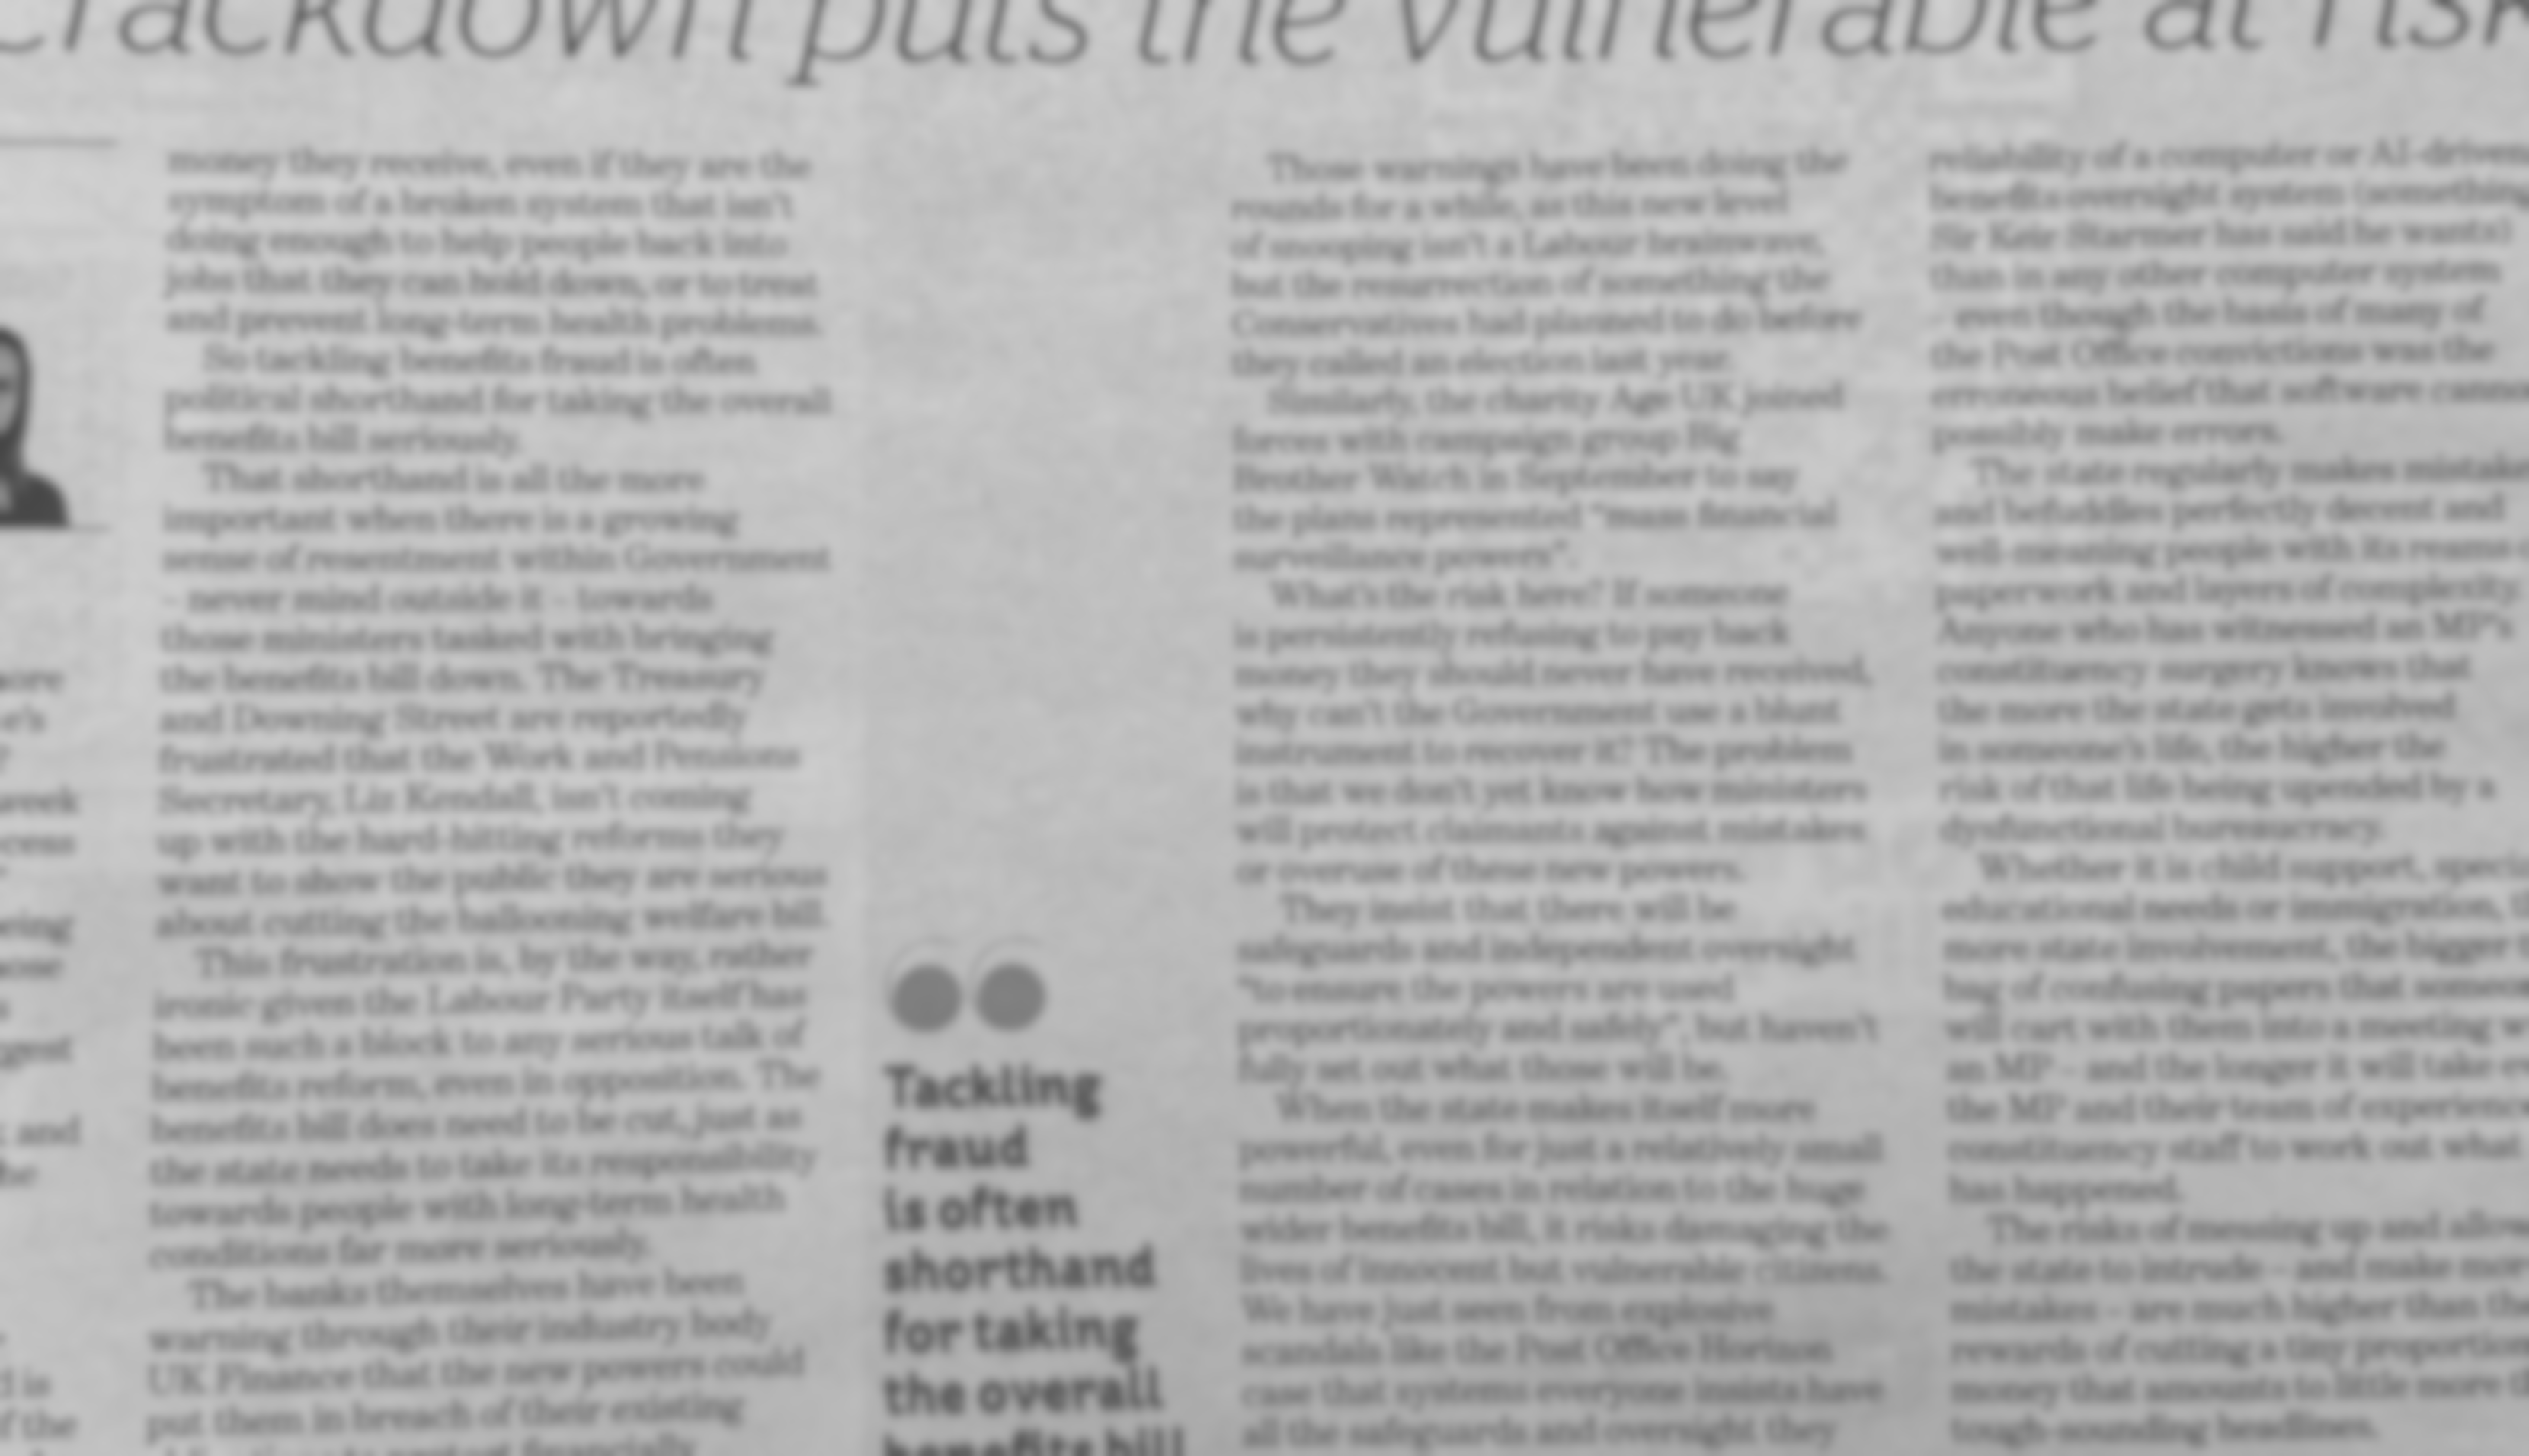 crackdown puts the vulnerable at risk
ore
e's
?
week
cess
eing
ose
s
ggest
; and
he
d is
f the
money they receive, even if they are the
symptom of a broken system that isn't
doing enough to help people back into
jobs that they can hold down, or to treat
and prevent long-term health problems.
So tackling benefits fraud is often
political shorthand for taking the overall
benefits bill seriously.
That shorthand is all the more
important when there is a growing
sense of resentment within Government
– never mind outside it – towards
those ministers tasked with bringing
the benefits bill down. The Treasury
and Downing Street are reportedly
frustrated that the Work and Pensions
Secretary, Liz Kendall, isn't coming
up with the hard-hitting reforms they
want to show the public they are serious
about cutting the ballooning welfare bill.
This frustration is, by the way, rather
ironic given the Labour Party itself has
been such a block to any serious talk of
benefits reform, even in opposition. The
benefits bill does need to be cut, just as
the state needs to take its responsibility
towards people with long-term health
conditions far more seriously.
The banks themselves have been
warning through their industry body
UK Finance that the new powers could
put them in breach of their existing
financially
“
Tackling
fraud
is often
shorthand
for taking
the overall
benefits bill
Those warnings have been doing the
rounds for a while, as this new level
of snooping isn't a Labour brainwave,
but the resurrection of something the
Conservatives had planned to do before
they called an election last year.
Similarly, the charity Age UK joined
forces with campaign group Big
Brother Watch in September to say
the plans represented “mass financial
surveillance powers”.
What's the risk here? If someone
is persistently refusing to pay back
money they should never have received,
why can't the Government use a blunt
instrument to recover it? The problem
is that we don't yet know how ministers
will protect claimants against mistakes
or overuse of these new powers.
They insist that there will be
safeguards and independent oversight
“to ensure the powers are used
proportionately and safely”, but haven't
fully set out what those will be.
When the state makes itself more
powerful, even for just a relatively small
number of cases in relation to the huge
wider benefits bill, it risks damaging the
lives of innocent but vulnerable citizens.
We have just seen from explosive
scandals like the Post Office Horizon
case that systems everyone insists have
all the safeguards and oversight they
reliability of a computer or AI-driven
benefits oversight system (something
Sir Keir Starmer has said he wants)
than in any other computer system
– even though the basis of many of
the Post Office convictions was the
erroneous belief that software canno
possibly make errors.
The state regularly makes mistake
and befuddles perfectly decent and
well-meaning people with its reams o
paperwork and layers of complexity.
Anyone who has witnessed an MP's
constituency surgery knows that
the more the state gets involved
in someone's life, the higher the
risk of that life being upended by a
dysfunctional bureaucracy.
Whether it is child support, specia
educational needs or immigration, th
more state involvement, the bigger t
bag of confusing papers that someon
will cart with them into a meeting w
an MP – and the longer it will take ev
the MP and their team of experience
constituency staff to work out what
has happened.
The risks of messing up and allow
the state to intrude – and make mor
mistakes – are much higher than the
rewards of cutting a tiny proportion
money that amounts to little more th
tough-sounding headlines.